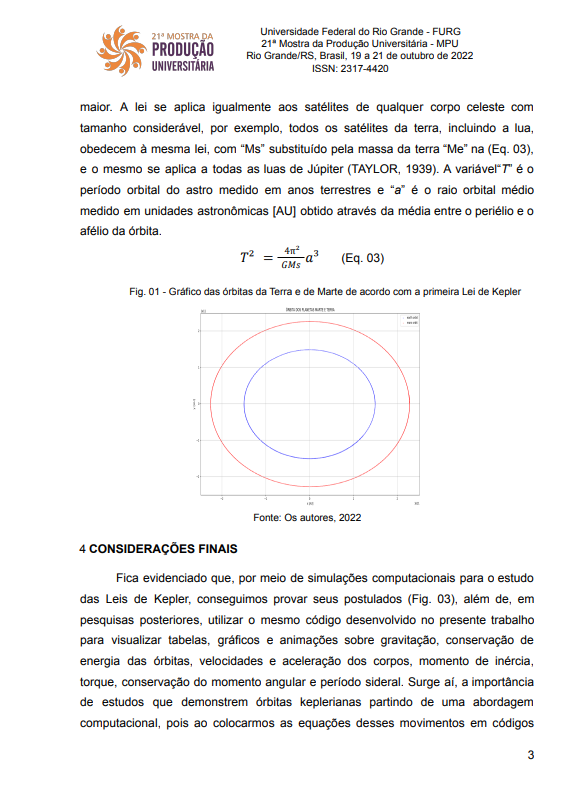 21ª MOSTRA DA
PRODUÇÃO
UNIVERSITÁRIA
Universidade Federal do Rio Grande - FURG
21ª Mostra da Produção Universitária - MPU
Rio Grande/RS, Brasil, 19 a 21 de outubro de 2022
ISSN: 2317-4420
maior. A lei se aplica igualmente aos satélites de qualquer corpo celeste com
tamanho considerável, por exemplo, todos os satélites da terra, incluindo a lua,
obedecem à mesma lei, com “Ms” substituído pela massa da terra “Me” na (Eq. 03),
e o mesmo se aplica a todas as luas de Júpiter (TAYLOR, 1939). A variável“T” é o
período orbital do astro medido em anos terrestres e “a” é o raio orbital médio
medido em unidades astronômicas [AU] obtido através da média entre o periélio e o
afélio da órbita.
T² = 4π²/GMs a³ (Eq. 03)
Fig. 01 - Gráfico das órbitas da Terra e de Marte de acordo com a primeira Lei de Kepler
ÓRBITA DOS PLANETAS MARTE E TERRA
Fonte: Os autores, 2022
4 CONSIDERAÇÕES FINAIS
Fica evidenciado que, por meio de simulações computacionais para o estudo
das Leis de Kepler, conseguimos provar seus postulados (Fig. 03), além de, em
pesquisas posteriores, utilizar o mesmo código desenvolvido no presente trabalho
para visualizar tabelas, gráficos e animações sobre gravitação, conservação de
energia das órbitas, velocidades e aceleração dos corpos, momento de inércia,
torque, conservação do momento angular e período sideral. Surge aí, a importância
de estudos que demonstrem órbitas keplerianas partindo de uma abordagem
computacional, pois ao colocarmos as equações desses movimentos em códigos
3